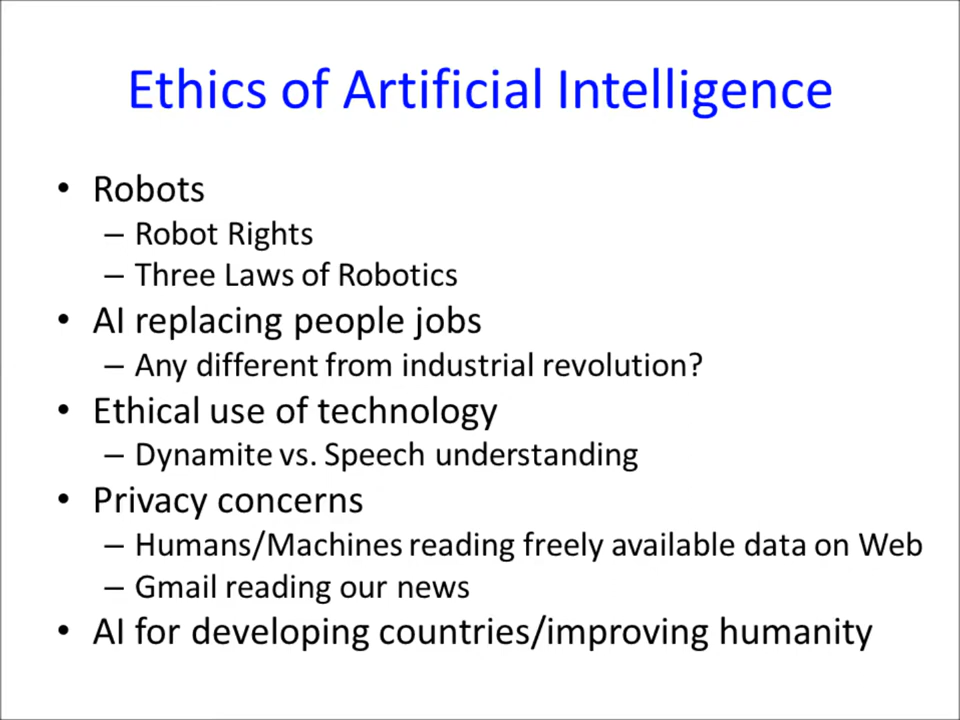 Ethics of Artificial Intelligence
• Robots
– Robot Rights
– Three Laws of Robotics
• AI replacing people jobs
– Any different from industrial revolution?
• Ethical use of technology
– Dynamite vs. Speech understanding
• Privacy concerns
– Humans/Machines reading freely available data on Web
– Gmail reading our news
• AI for developing countries/improving humanity